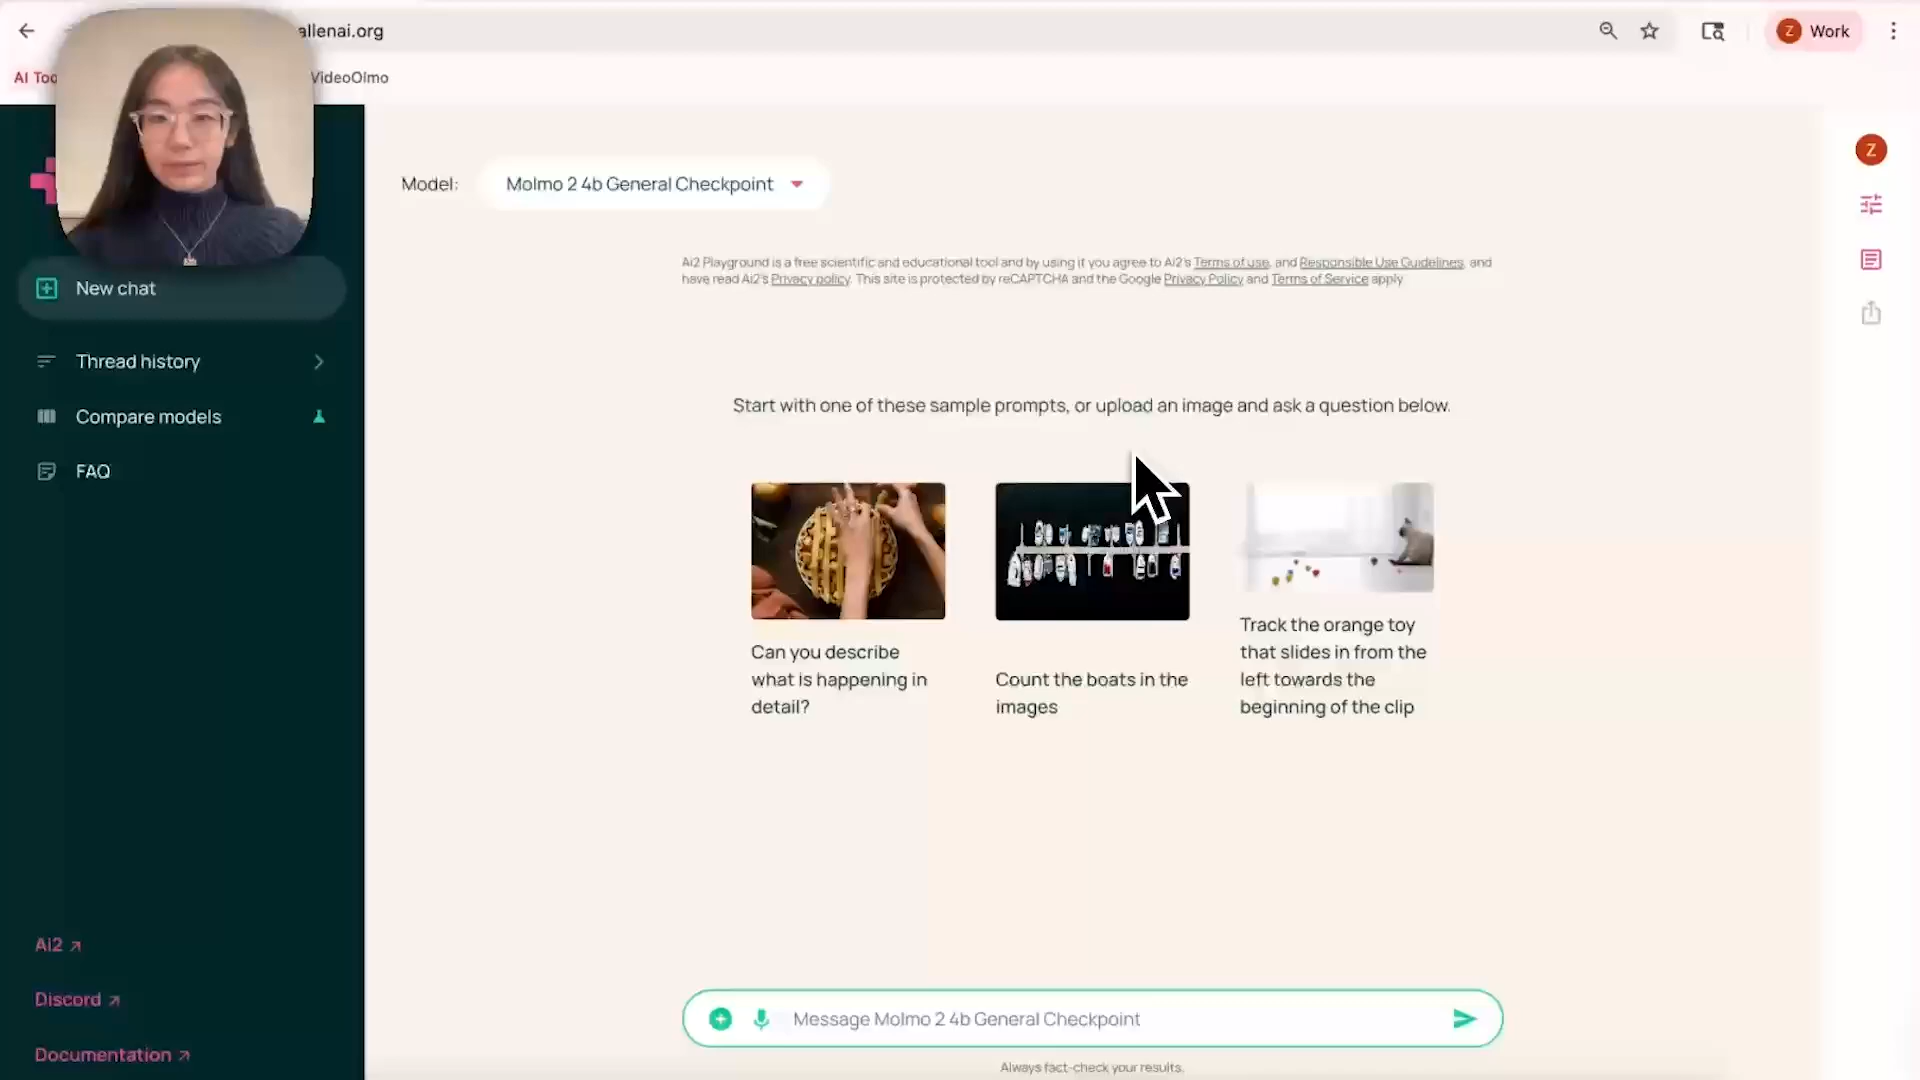 allenai.org
Z Work
AI Too
VideoOlmo
Model: Molmo 2 4b General Checkpoint
Z
Ai2 Playground is a free scientific and educational tool and by using it you agree to Ai2's Terms of use, and Responsible Use Guidelines, and
have read Ai2's Privacy policy. This site is protected by reCAPTCHA and the Google Privacy Policy and Terms of Service apply
New chat
Thread history
Compare models
FAQ
Start with one of these sample prompts, or upload an image and ask a question below.
Can you describe
what is happening in
detail?
Count the boats in the
images
Track the orange toy
that slides in from the
left towards the
beginning of the clip
Ai2
Discord
Documentation
Message Molmo 2 4b General Checkpoint
Always fact-check your results.